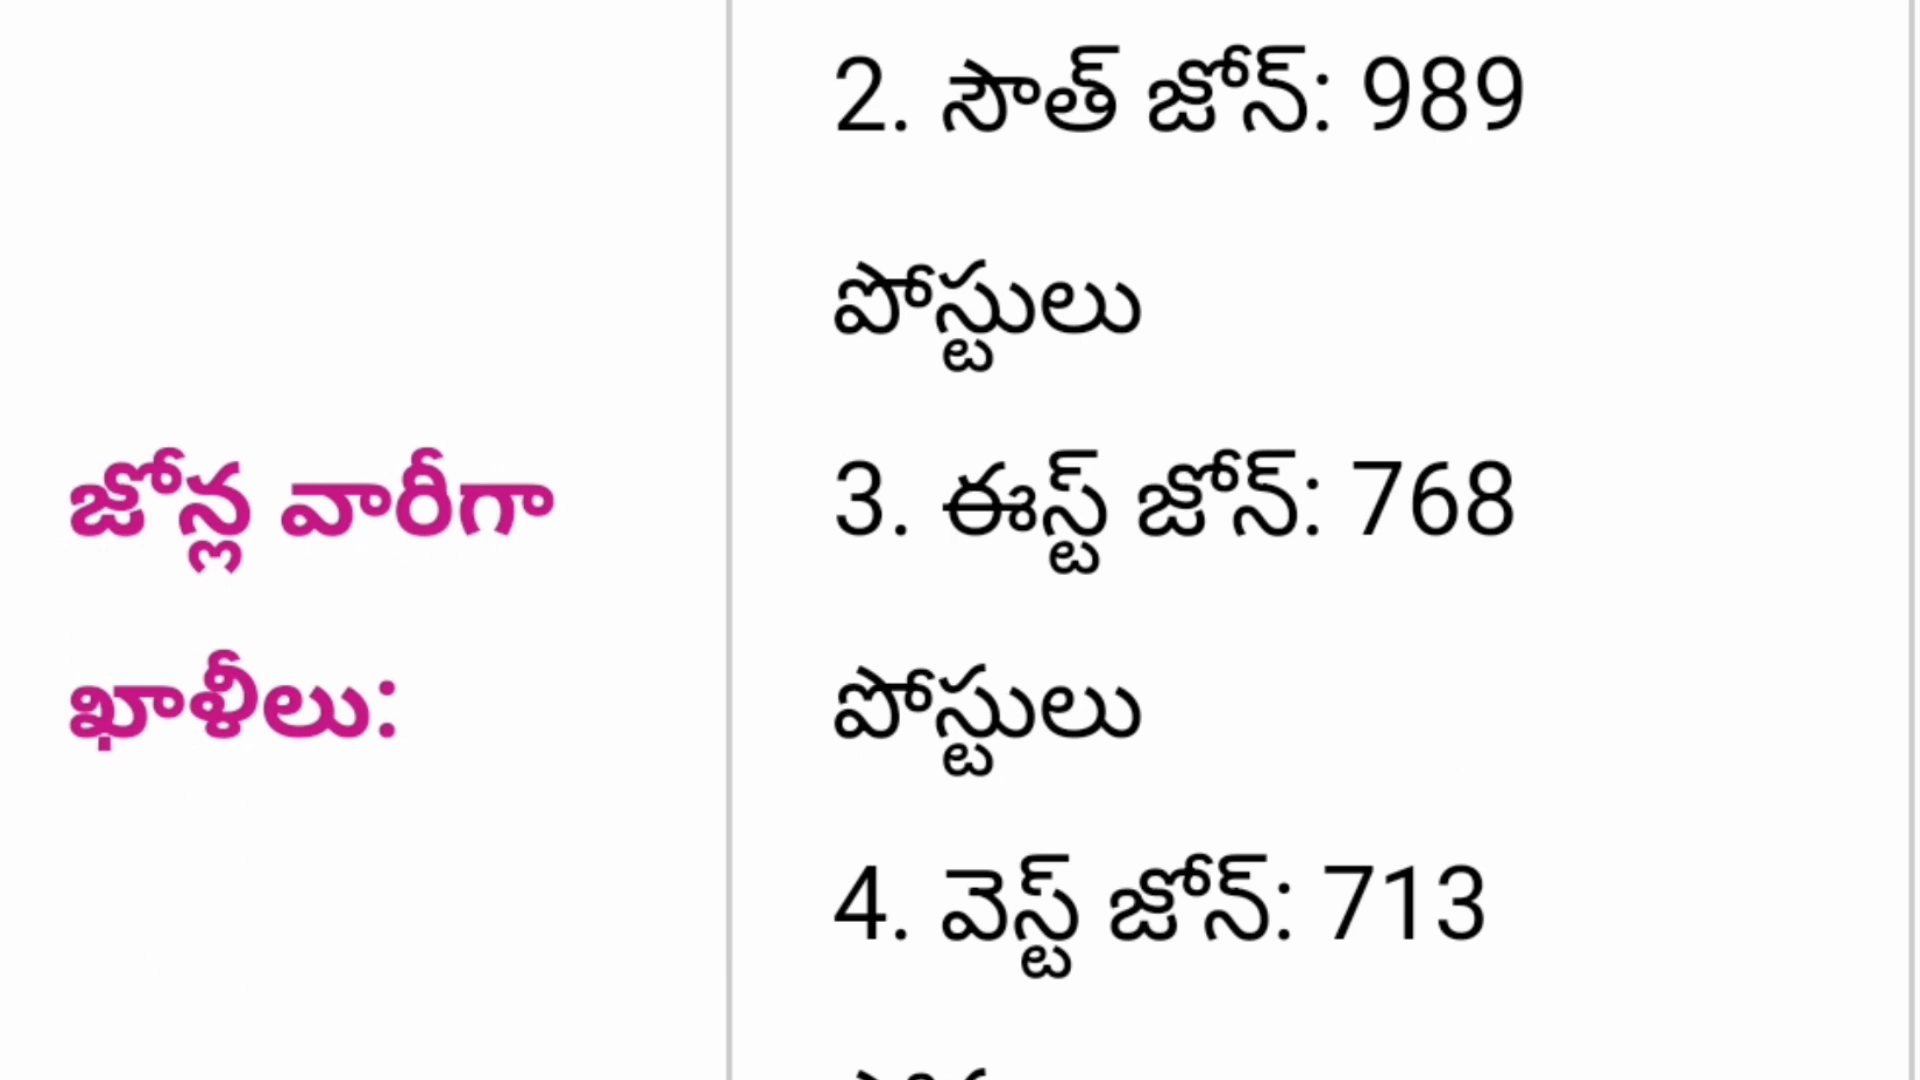 2. సౌత్ జోన్: 989
పోస్టులు
జోన్ల వారీగా
ఖాళీలు:
3. ఈస్ట్ జోన్: 768
పోస్టులు
4. వెస్ట్ జోన్: 713